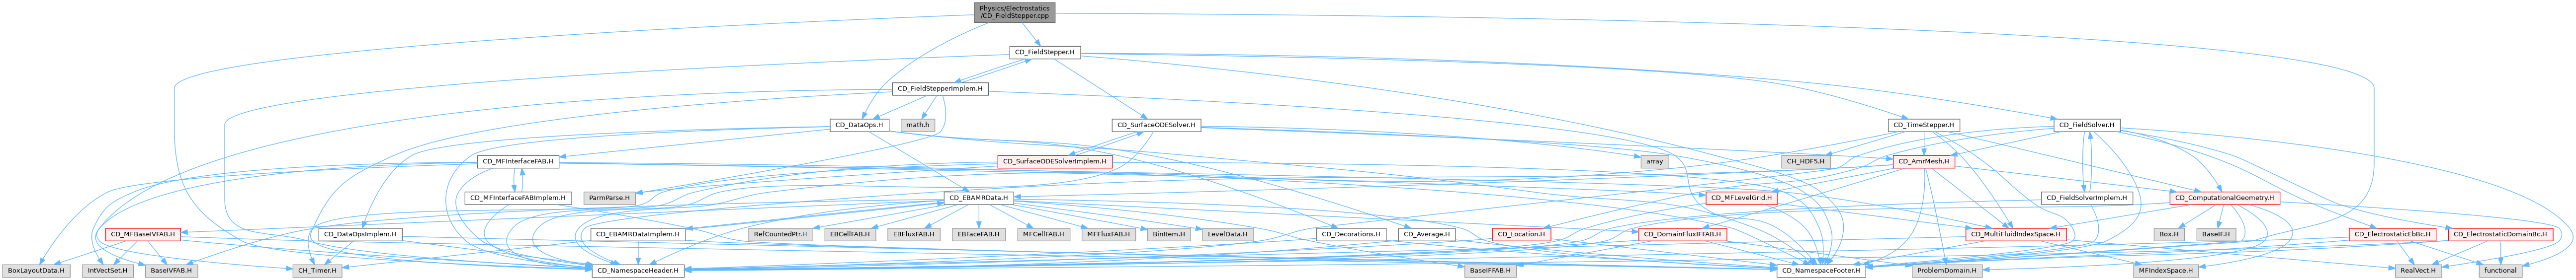 Physics/Electrostatics
/CD_FieldStepper.cpp
CD_FieldStepper.H
CD_FieldStepperImplem.H
CD_DataOps.H
math.h
CD_SurfaceODESolver.H
CD_TimeStepper.H
CD_FieldSolver.H
CD_MFInterfaceFAB.H
CD_SurfaceODESolverImplem.H
array
CH_HDF5.H
CD_AmrMesh.H
CD_MFInterfaceFABImplem.H
ParmParse.H
CD_EBAMRData.H
CD_MFLevelGrid.H
CD_FieldSolverImplem.H
CD_ComputationalGeometry.H
CD_MFBaseIVFAB.H
CD_DataOpsImplem.H
CD_EBAMRDataImplem.H
RefCountedPtr.H
EBCellFAB.H
EBFluxFAB.H
EBFaceFAB.H
MFCellFAB.H
MFFluxFAB.H
BinItem.H
LevelData.H
CD_Decorations.H
CD_Average.H
CD_Location.H
CD_DomainFluxIFFAB.H
CD_MultiFluidIndexSpace.H
Box.H
BaseIF.H
CD_ElectrostaticEbBc.H
CD_ElectrostaticDomainBc.H
BoxLayoutData.H
IntVectSet.H
BaseIVFAB.H
CH_Timer.H
CD_NamespaceHeader.H
BaseIFFAB.H
CD_NamespaceFooter.H
ProblemDomain.H
MFIndexSpace.H
RealVect.H
functional